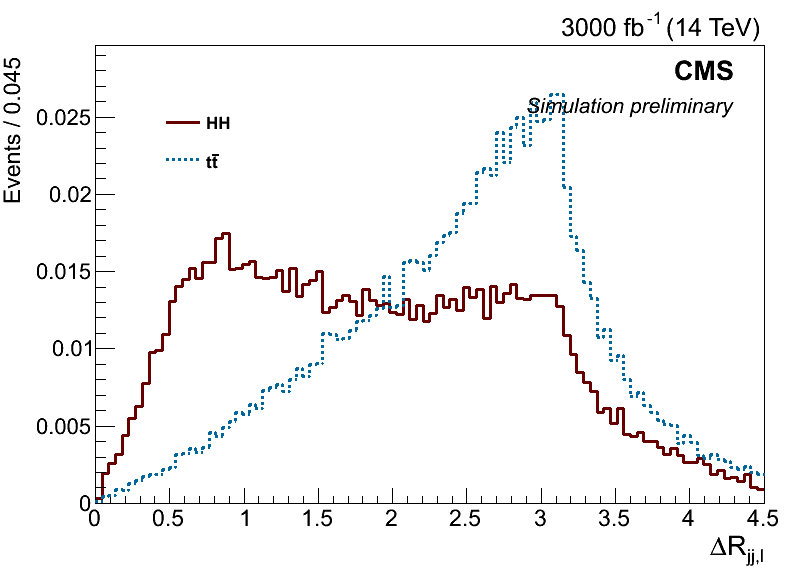 3000 fb⁻¹ (14 TeV)
CMS
Simulation preliminary
HH
tt̄
Events / 0.045
0.025
0.02
0.015
0.01
0.005
0
0 0.5 1 1.5 2 2.5 3 3.5 4 4.5
ΔR_jj,l